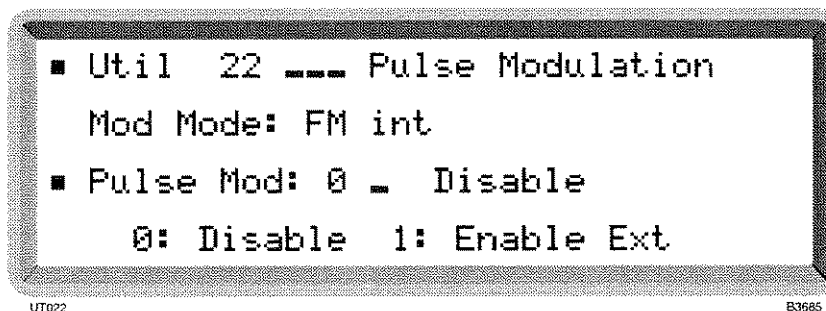 ▪ Util 22 ___ Pulse Modulation
Mod Mode: FM int
▪ Pulse Mod: 0 _ Disable
0: Disable 1: Enable Ext
UT022 B3685